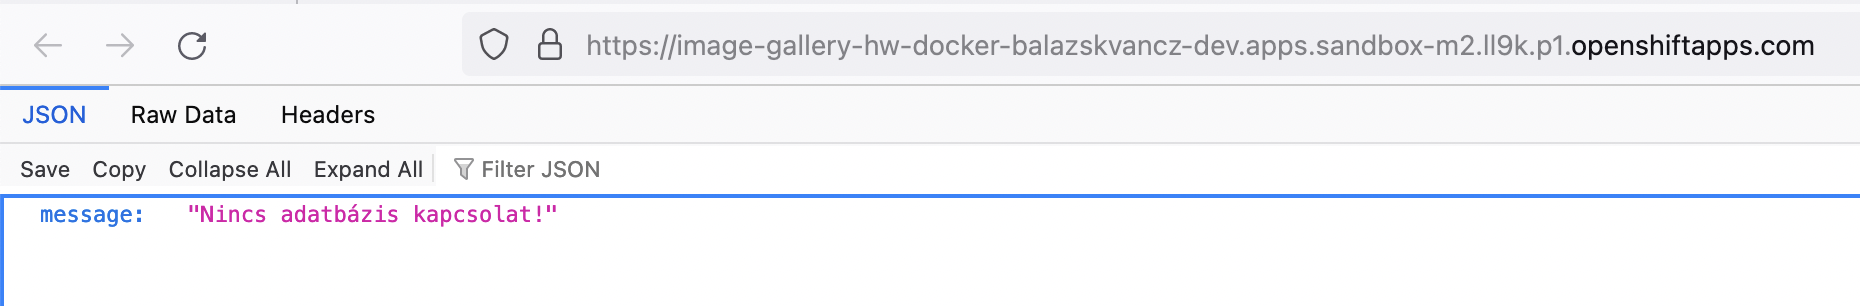 https://image-gallery-hw-docker-balazskvancz-dev.apps.sandbox-m2.ll9k.p1.openshiftapps.com
JSON Raw Data Headers
Save Copy Collapse All Expand All Filter JSON
message: "Nincs adatbázis kapcsolat!"